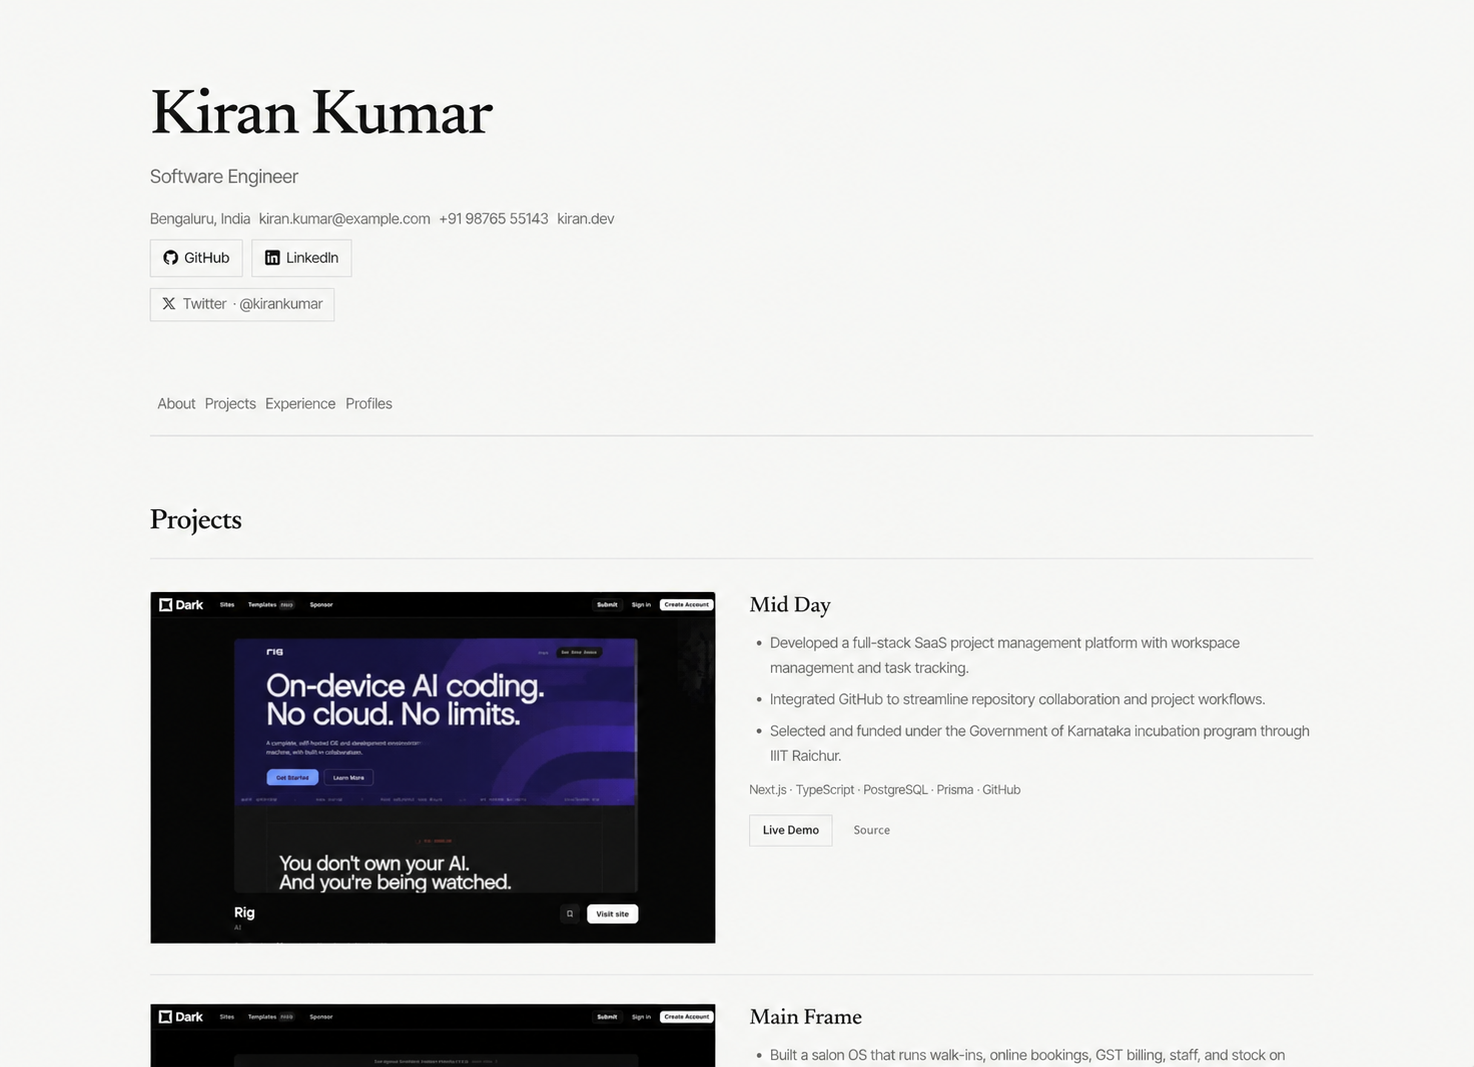 Kiran Kumar
Software Engineer
Bengaluru, India kiran.kumar@example.com +91 98765 55143 kiran.dev
GitHub LinkedIn
Twitter · @kirankumar
About Projects Experience Profiles
Projects
Dark Sites Templates Sponsor Submit Sign in Create Account
rig
On-device AI coding.
No cloud. No limits.
Get Started Learn More
You don't own your AI.
And you're being watched.
Rig
AI
Visit site
Mid Day
• Developed a full-stack SaaS project management platform with workspace
management and task tracking.
• Integrated GitHub to streamline repository collaboration and project workflows.
• Selected and funded under the Government of Karnataka incubation program through
IIIT Raichur.
Next.js · TypeScript · PostgreSQL · Prisma · GitHub
Live Demo Source
Dark Sites Templates Sponsor Submit Sign in Create Account
Main Frame
• Built a salon OS that runs walk-ins, online bookings, GST billing, staff, and stock on